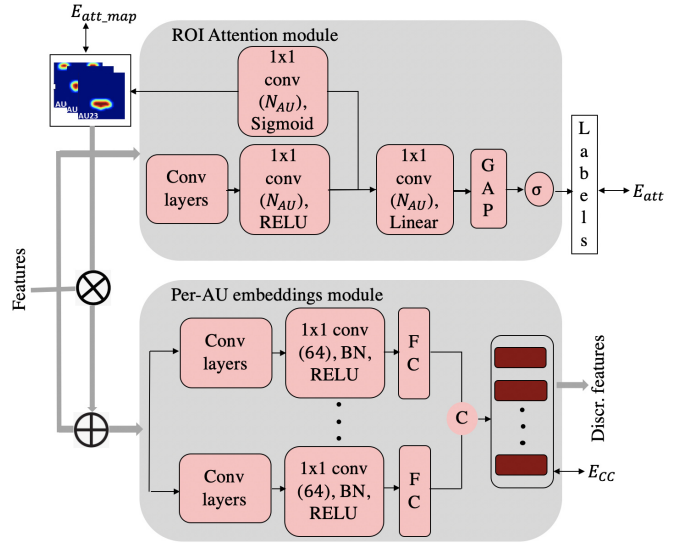 E_att_map
ROI Attention module
1x1
conv
(N_AU),
Sigmoid
AU
AU
AU23
Conv
layers
1x1
conv
(N_AU),
RELU
1x1
conv
(N_AU),
Linear
G
A
P
σ
L
a
b
e
l
s
E_att
Features
Per-AU embeddings module
Conv
layers
1x1 conv
(64), BN,
RELU
F
C
C
Conv
layers
1x1 conv
(64), BN,
RELU
F
C
Discr. features
E_CC